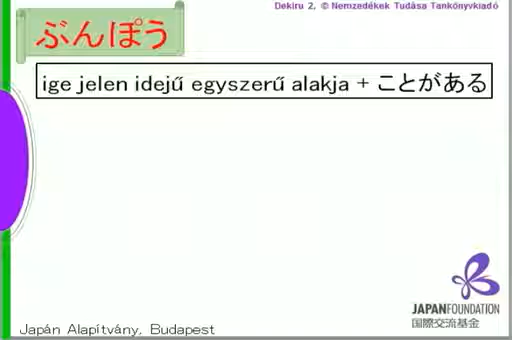 Dekiru 2. © Nemzedékek Tudása Tankönyvkiadó
ぶんぽう
ige jelen idejű egyszerű alakja + ことがある
JAPANFOUNDATION
国際交流基金
Japán Alapítvány, Budapest